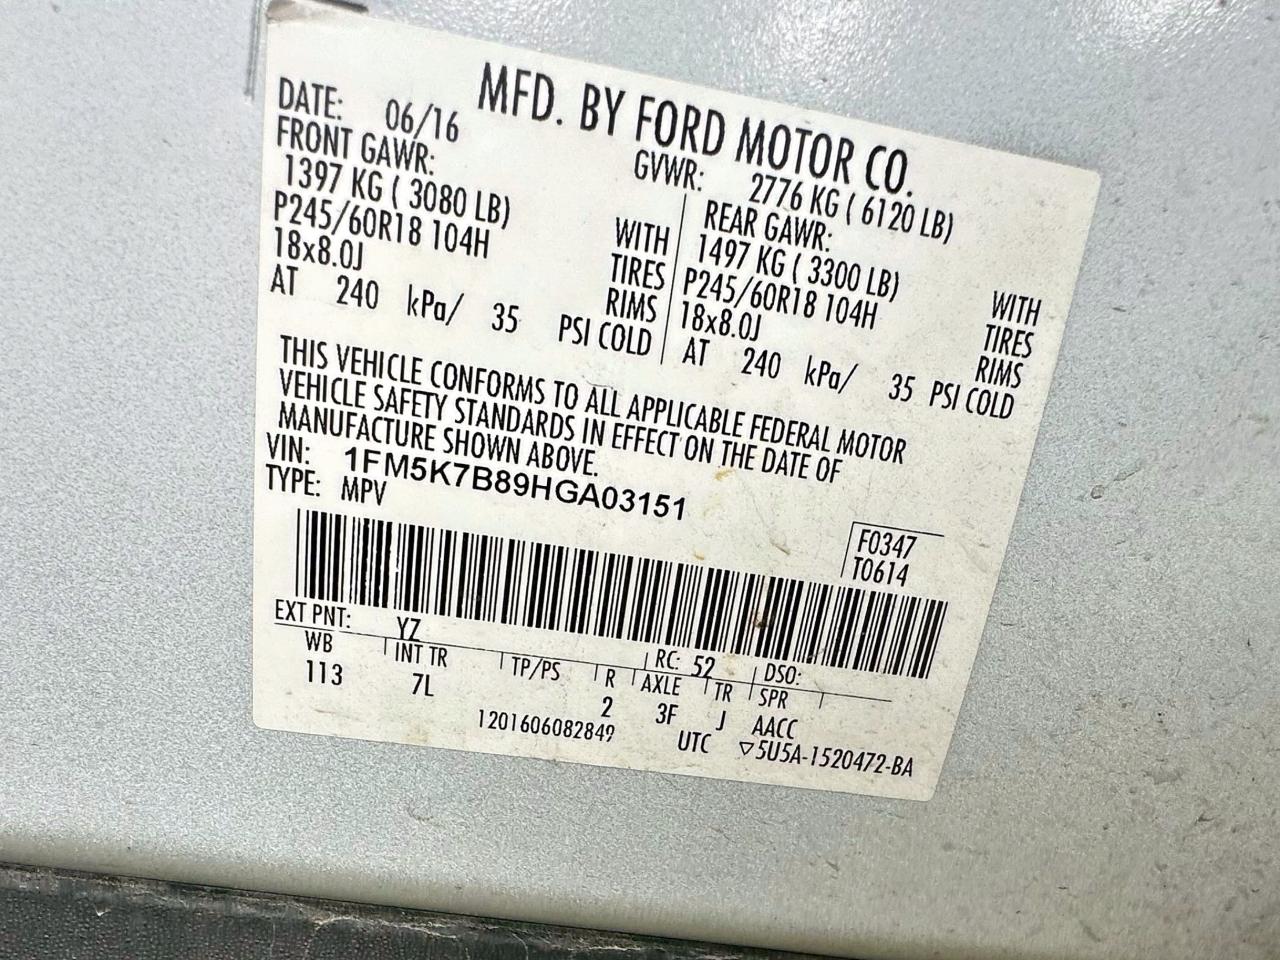 MFD. BY FORD MOTOR CO.
DATE: 06/16
GVWR: 2776 KG ( 6120 LB)
FRONT GAWR:
1397 KG ( 3080 LB) WITH
P245/60R18 104H TIRES
18x8.0J RIMS
AT 240 kPa/ 35 PSI COLD
REAR GAWR:
1497 KG ( 3300 LB) WITH
P245/60R18 104H TIRES
18x8.0J RIMS
AT 240 kPa/ 35 PSI COLD
THIS VEHICLE CONFORMS TO ALL APPLICABLE FEDERAL MOTOR
VEHICLE SAFETY STANDARDS IN EFFECT ON THE DATE OF
MANUFACTURE SHOWN ABOVE.
VIN: 1FM5K7B89HGA03151
TYPE: MPV
F0347
T0614
EXT PNT: YZ RC: 52 DSO:
WB INT TR TP/PS R AXLE TR SPR
113 7L 2 3F J AACC
1201606082849 UTC ▽5U5A-1520472-BA